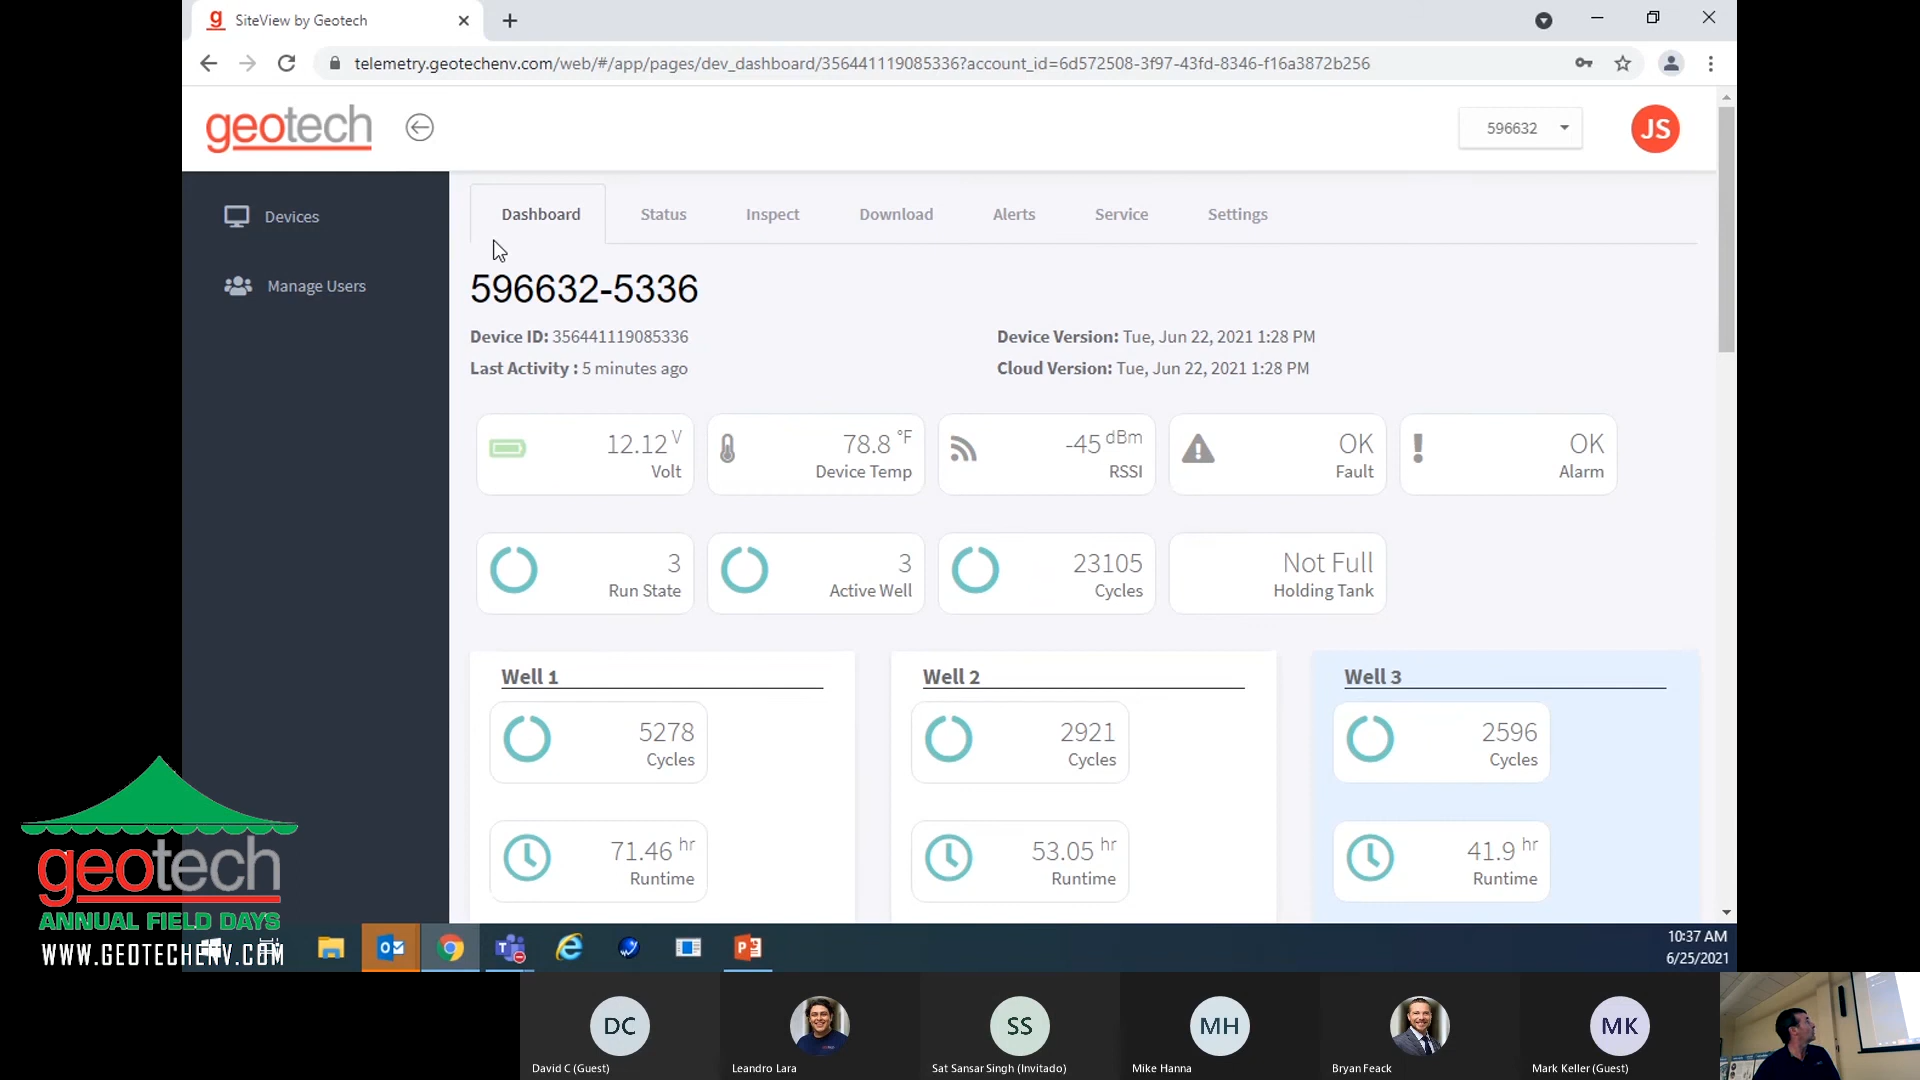 SiteView by Geotech
telemetry.geotechenv.com/web/#/app/pages/dev_dashboard/356441119085336?account_id=6d572508-3f97-43fd-8346-f16a3872b256
geotech
596632
JS
Devices
Manage Users
Dashboard
Status
Inspect
Download
Alerts
Service
Settings
596632-5336
Device ID: 356441119085336
Device Version: Tue, Jun 22, 2021 1:28 PM
Last Activity : 5 minutes ago
Cloud Version: Tue, Jun 22, 2021 1:28 PM
12.12 V
Volt
78.8 °F
Device Temp
-45 dBm
RSSI
OK
Fault
OK
Alarm
3
Run State
3
Active Well
23105
Cycles
Not Full
Holding Tank
Well 1
5278
Cycles
71.46 hr
Runtime
Well 2
2921
Cycles
53.05 hr
Runtime
Well 3
2596
Cycles
41.9 hr
Runtime
geotech
ANNUAL FIELD DAYS
WWW.GEOTECHENV.COM
10:37 AM
6/25/2021
DC
David C (Guest)
Leandro Lara
SS
Sat Sansar Singh (Invitado)
MH
Mike Hanna
Bryan Feack
MK
Mark Keller (Guest)